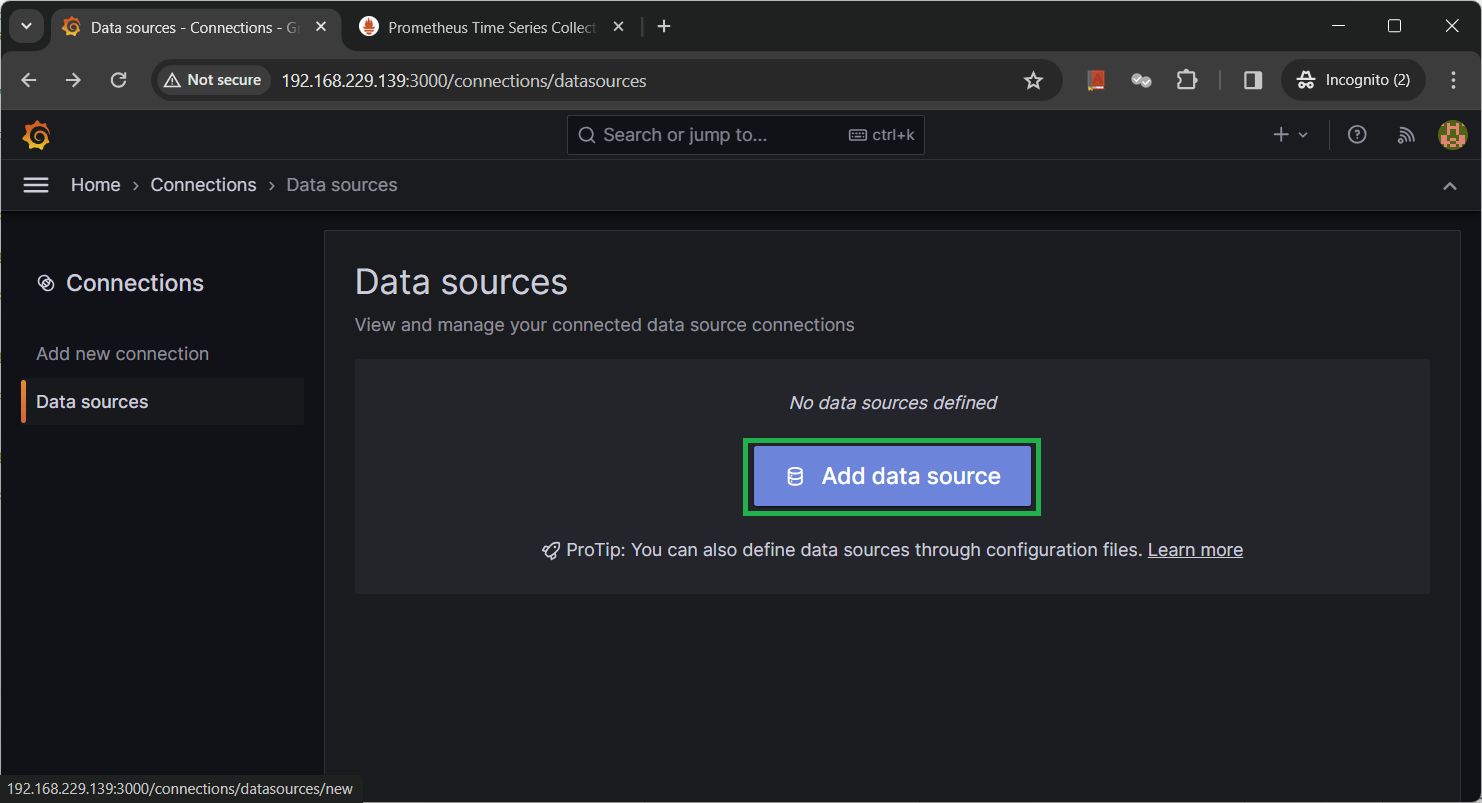 Data sources - Connections - G
Prometheus Time Series Collect
Not secure
192.168.229.139:3000/connections/datasources
Incognito (2)
Search or jump to...
ctrl+k
Home › Connections › Data sources
Connections
Add new connection
Data sources
Data sources
View and manage your connected data source connections
No data sources defined
Add data source
ProTip: You can also define data sources through configuration files. Learn more
192.168.229.139:3000/connections/datasources/new